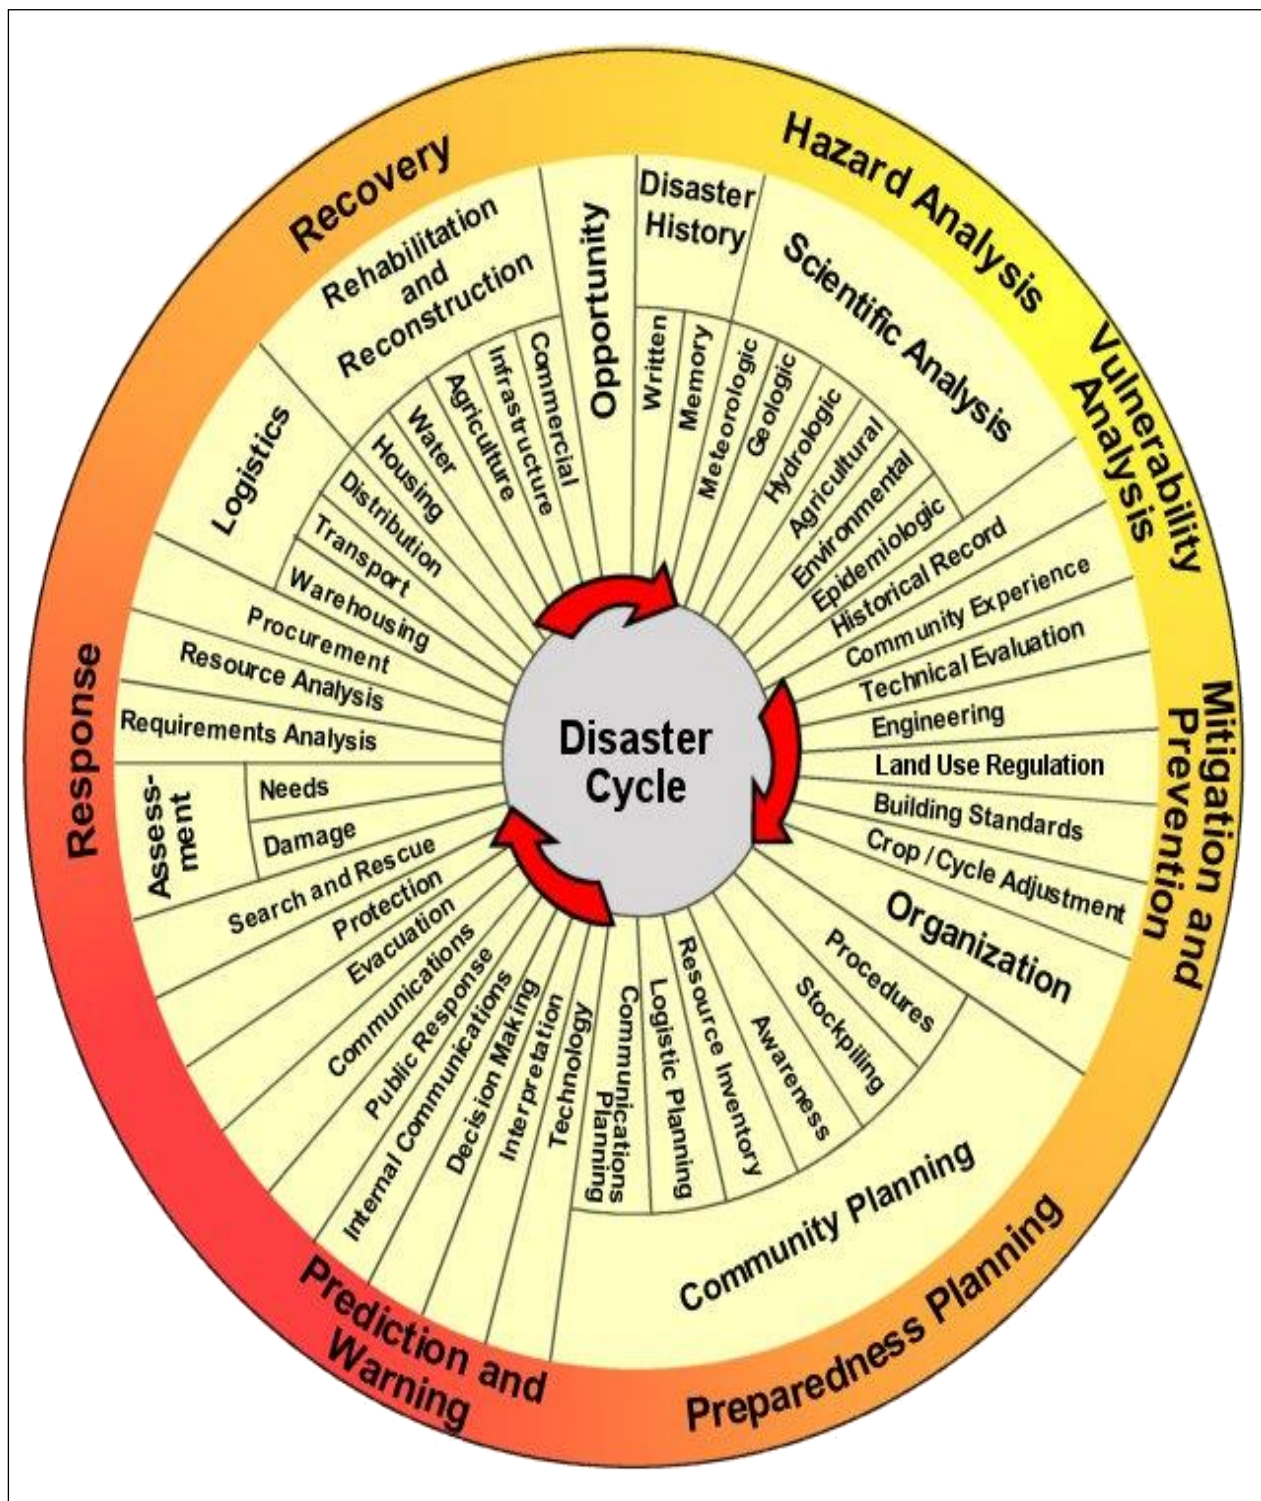 Recovery
Hazard Analysis
Vulnerability
Analysis
Mitigation and
Prevention
Preparedness Planning
Prediction and
Warning
Response
Disaster
History
Written
Memory
Scientific Analysis
Meteorologic
Geologic
Hydrologic
Agricultural
Environmental
Epidemiologic
Historical Record
Community Experience
Technical Evaluation
Engineering
Land Use Regulation
Building Standards
Crop / Cycle Adjustment
Organization
Procedures
Stockpiling
Awareness
Resource Inventory
Logistic Planning
Communications
Planning
Community Planning
Technology
Interpretation
Decision Making
Internal Communications
Public Response
Communications
Evacuation
Protection
Search and Rescue
Assess-
ment
Damage
Needs
Requirements Analysis
Resource Analysis
Procurement
Logistics
Warehousing
Transport
Distribution
Rehabilitation
and
Reconstruction
Housing
Water
Agriculture
Infrastructure
Commercial
Opportunity
Disaster
Cycle